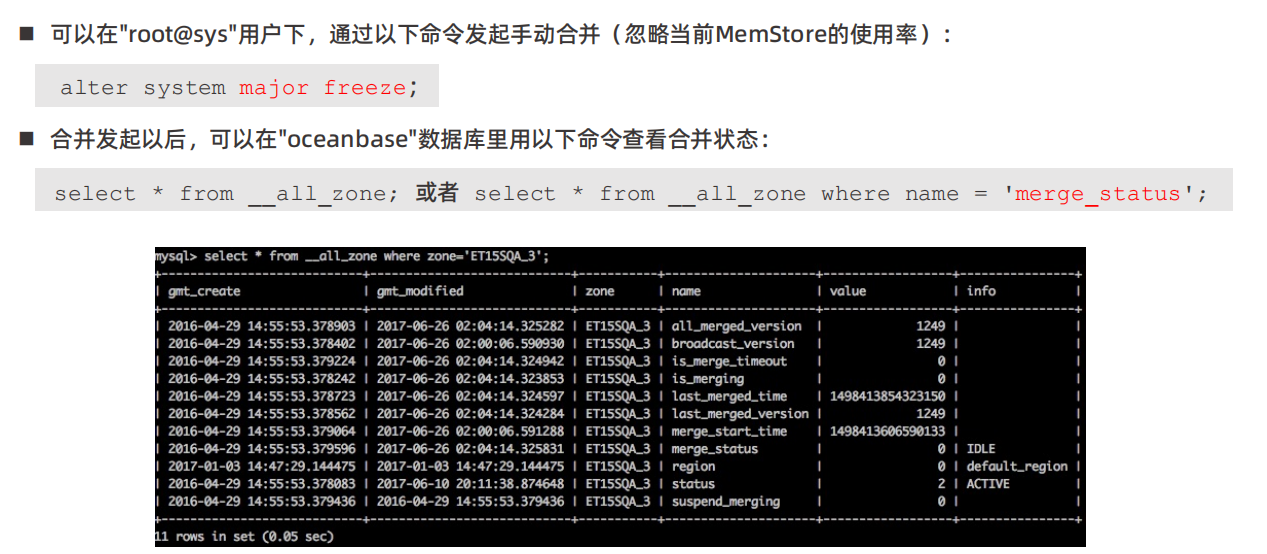 ■ 可以在"root@sys"用户下，通过以下命令发起手动合并（忽略当前MemStore的使用率）:
alter system major freeze;
■ 合并发起以后，可以在"oceanbase"数据库里用以下命令查看合并状态:
select * from __all_zone; 或者 select * from __all_zone where name = 'merge_status';
mysql> select * from __all_zone where zone='ET15SQA_3';
| gmt_create | gmt_modified | zone | name | value | info |
| 2016-04-29 14:55:53.378903 | 2017-06-26 02:04:14.325282 | ET15SQA_3 | all_merged_version | 1249 | |
| 2016-04-29 14:55:53.378402 | 2017-06-26 02:00:06.590930 | ET15SQA_3 | broadcast_version | 1249 | |
| 2016-04-29 14:55:53.379224 | 2017-06-26 02:04:14.324942 | ET15SQA_3 | is_merge_timeout | 0 | |
| 2016-04-29 14:55:53.378242 | 2017-06-26 02:04:14.323853 | ET15SQA_3 | is_merging | 0 | |
| 2016-04-29 14:55:53.378723 | 2017-06-26 02:04:14.324597 | ET15SQA_3 | last_merged_time | 1498413854323150 | |
| 2016-04-29 14:55:53.378562 | 2017-06-26 02:04:14.324284 | ET15SQA_3 | last_merged_version | 1249 | |
| 2016-04-29 14:55:53.379064 | 2017-06-26 02:00:06.591288 | ET15SQA_3 | merge_start_time | 1498413606590133 | |
| 2016-04-29 14:55:53.379596 | 2017-06-26 02:04:14.325831 | ET15SQA_3 | merge_status | 0 | IDLE |
| 2017-01-03 14:47:29.144475 | 2017-01-03 14:47:29.144475 | ET15SQA_3 | region | 0 | default_region |
| 2016-04-29 14:55:53.378083 | 2017-06-10 20:11:38.874648 | ET15SQA_3 | status | 2 | ACTIVE |
| 2016-04-29 14:55:53.379436 | 2016-04-29 14:55:53.379436 | ET15SQA_3 | suspend_merging | 0 | |
11 rows in set (0.05 sec)